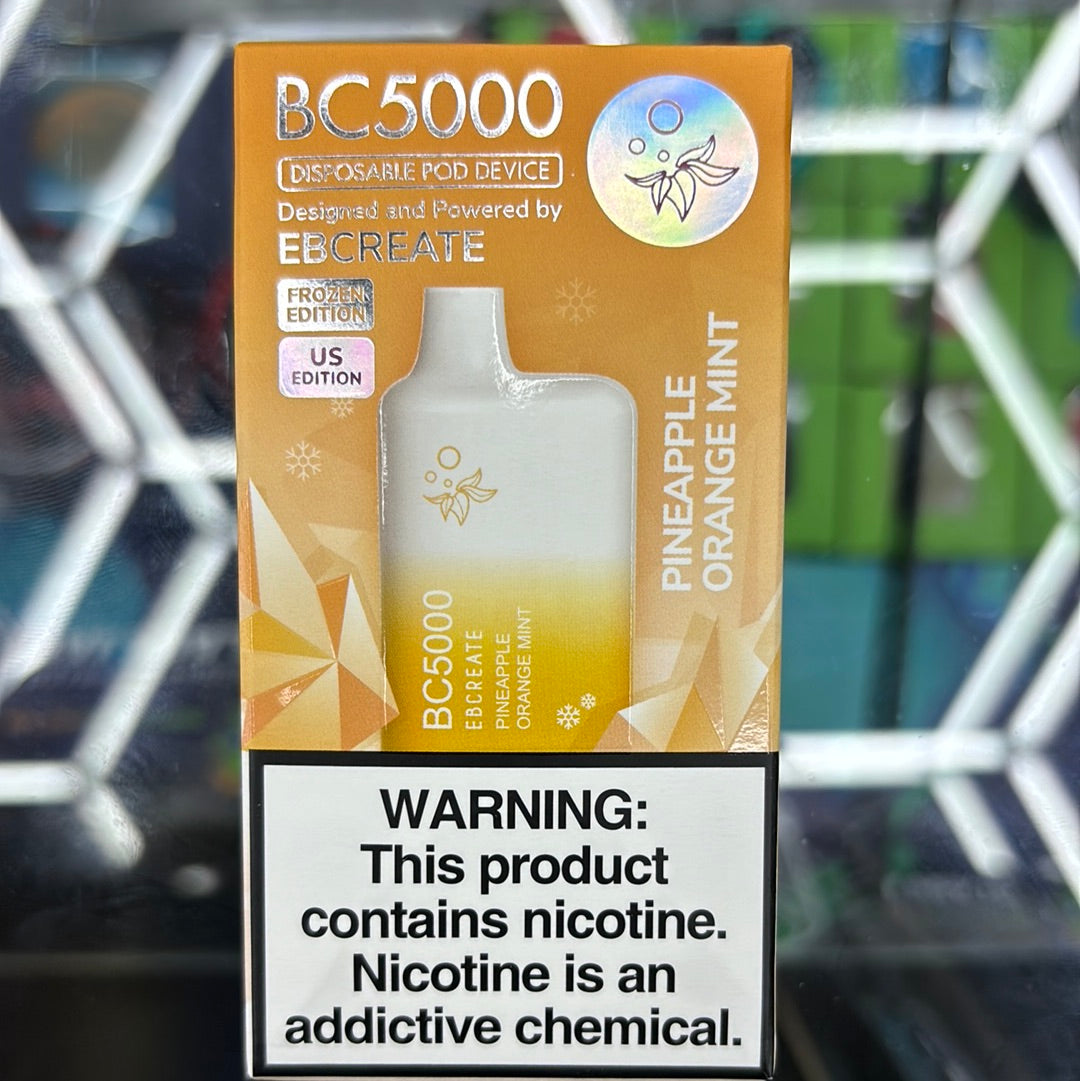 BC5000
DISPOSABLE POD DEVICE
Designed and Powered by
EBCREATE
FROZEN
EDITION
US
EDITION
PINEAPPLE
ORANGE MINT
BC5000
EBCREATE
PINEAPPLE
ORANGE MINT
WARNING:
This product
contains nicotine.
Nicotine is an
addictive chemical.